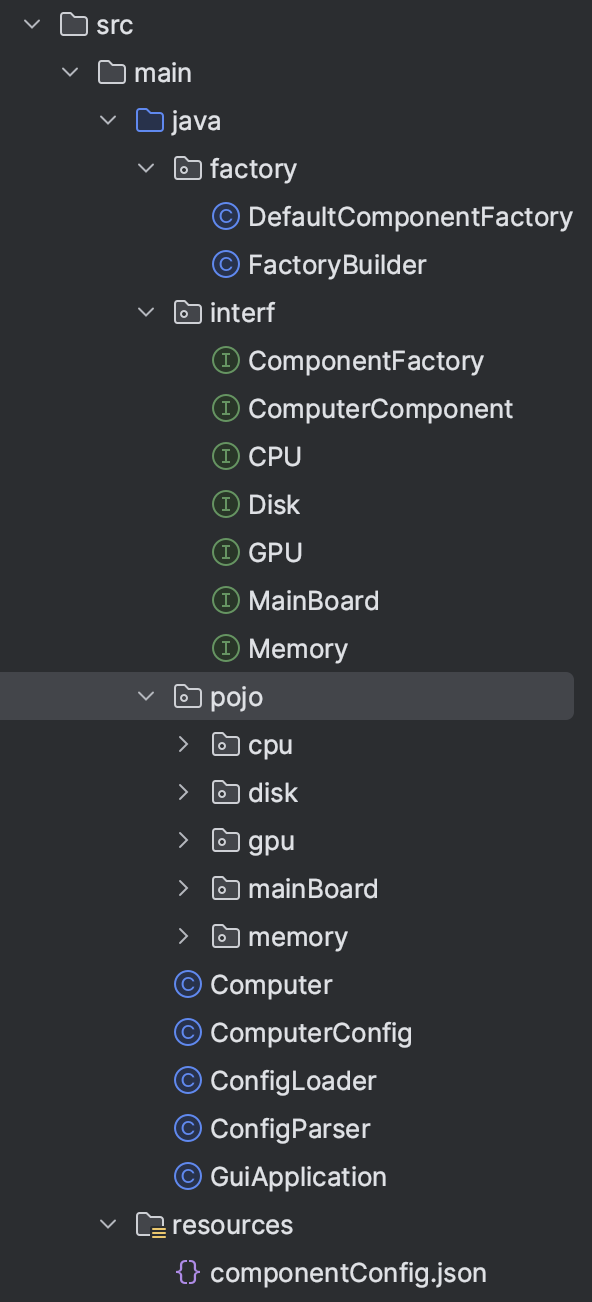 src
main
java
factory
C DefaultComponentFactory
C FactoryBuilder
interf
I ComponentFactory
I ComputerComponent
I CPU
I Disk
I GPU
I MainBoard
I Memory
pojo
cpu
disk
gpu
mainBoard
memory
C Computer
C ComputerConfig
C ConfigLoader
C ConfigParser
C GuiApplication
resources
{} componentConfig.json